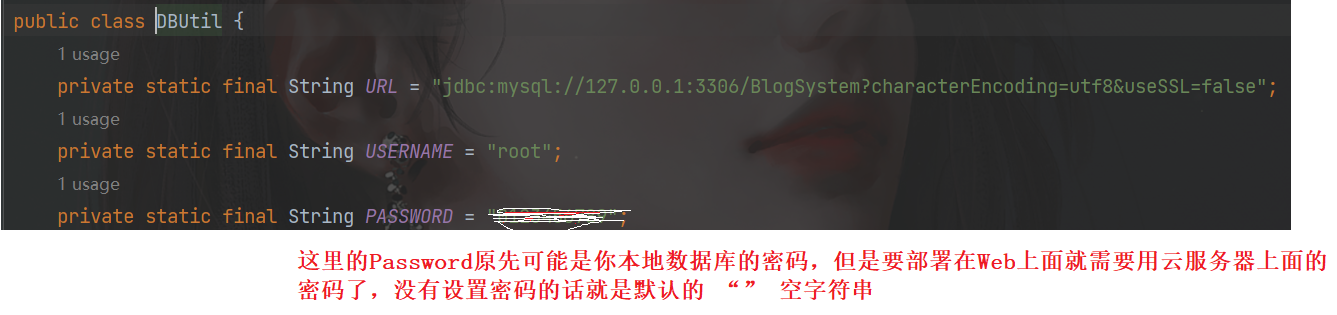 public class DBUtil {
1 usage
private static final String URL = "jdbc:mysql://127.0.0.1:3306/BlogSystem?characterEncoding=utf8&useSSL=false";
1 usage
private static final String USERNAME = "root";
1 usage
private static final String PASSWORD = "";
这里的Password原先可能是你本地数据库的密码，但是要部署在Web上面就需要用云服务器上面的
密码了，没有设置密码的话就是默认的 “” 空字符串